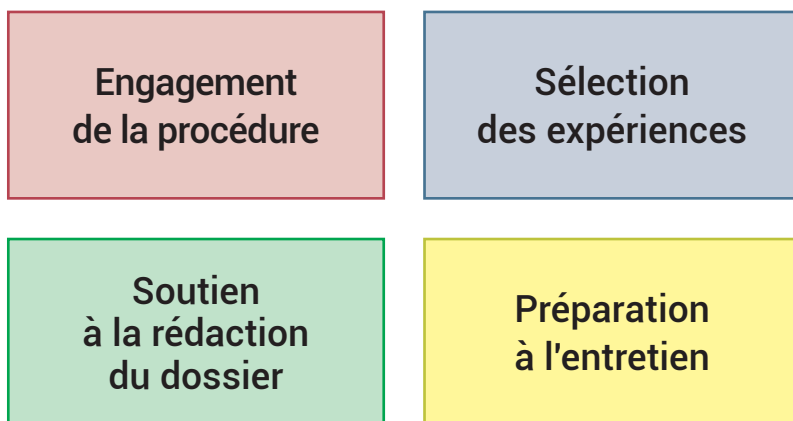 Engagement
de la procédure
Sélection
des expériences
Soutien
à la rédaction
du dossier
Préparation
à l'entretien